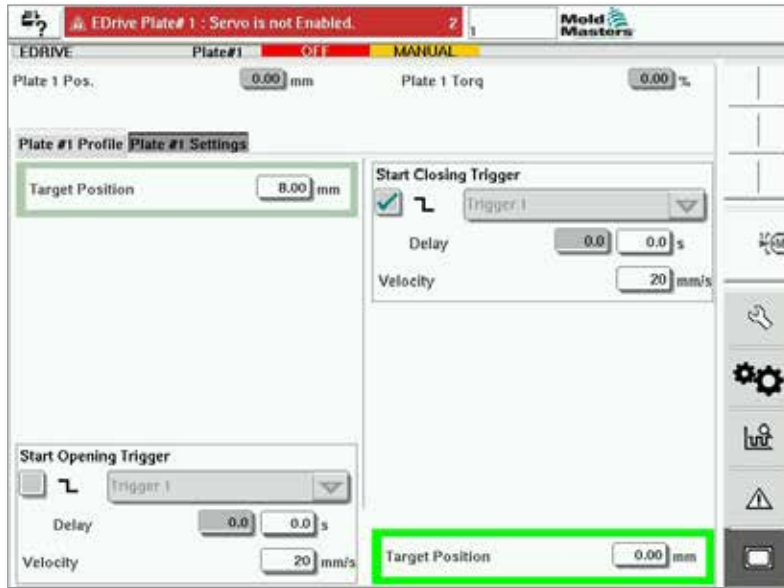 EDrive Plate# 1 : Servo is not Enabled. 2
1
Mold Masters
EDRIVE Plate#1 OFF MANUAL
Plate 1 Pos. 0.00 mm Plate 1 Torq 0.00 %
Plate #1 Profile Plate #1 Settings
Target Position 8.00 mm
Start Closing Trigger
Trigger 1
Delay 0.0 0.0 s
Velocity 20 mm/s
Start Opening Trigger
Trigger 1
Delay 0.0 0.0 s
Velocity 20 mm/s
Target Position 0.00 mm